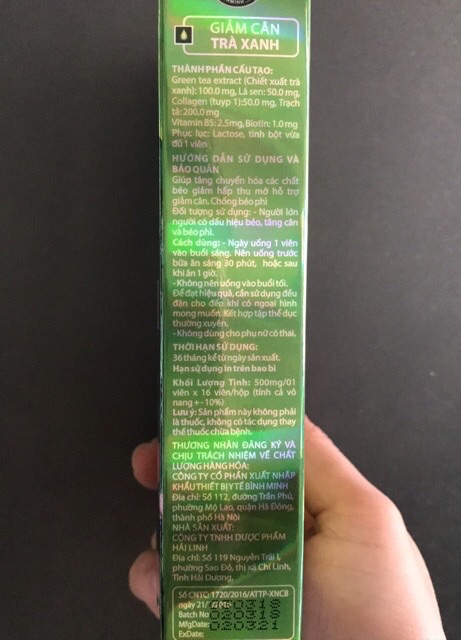 GIẢM CÂN
TRÀ XANH
THÀNH PHẦN CẤU TẠO:
Green tea extract (Chiết xuất trà
xanh): 100.0 mg, Lá sen: 50.0 mg,
Collagen (tuyp 1):50.0 mg, Trạch
tả:200.0 mg
Vitamin B5: 2,5mg, Biotin: 1.0 mg
Phục lục: Lactose, tinh bột vừa
đủ 1 viên
HƯỚNG DẪN SỬ DỤNG VÀ
BẢO QUẢN
Giúp tăng chuyển hóa các chất
béo giảm hấp thu mỡ hỗ trợ
giảm cân. Chống béo phì
Đối tượng sử dụng: - Người lớn
người có dấu hiệu béo, tăng cân
và béo phì.
Cách dùng: - Ngày uống 1 viên
vào buổi sáng. Nên uống trước
bữa ăn sáng 30 phút, hoặc sau
khi ăn 1 giờ.
- Không nên uống vào buổi tối.
Để đạt hiệu quả, cần sử dụng đều
đặn cho đến khi có ngoại hình
mong muốn. Kết hợp tập thể dục
thường xuyên.
- Không dùng cho phụ nữ có thai.
THỜI HẠN SỬ DỤNG:
36 tháng kể từ ngày sản xuất.
Hạn sử dụng in trên bao bì
Khối Lượng Tịnh: 500mg/01
viên x 16 viên/hộp (tính cả vỏ
nang +- 10%)
Lưu ý: Sản phẩm này không phải
là thuốc, không có tác dụng thay
thế thuốc chữa bệnh.
THƯƠNG NHÂN ĐĂNG KÝ VÀ
CHỊU TRÁCH NHIỆM VỀ CHẤT
LƯỢNG HÀNG HÓA:
CÔNG TY CỔ PHẦN XUẤT NHẬP
KHẨU THIẾT BỊ Y TẾ BÌNH MINH
Địa chỉ: Số 112, đường Trần Phú,
phường Mộ Lao, quận Hà Đông,
thành phố Hà Nội
NHÀ SẢN XUẤT:
CÔNG TY TNHH DƯỢC PHẨM
HẢI LINH
Địa chỉ: Số 119 Nguyễn Trãi I,
phường Sao Đỏ, thị xã Chí Linh,
Tỉnh Hải Dương.
Số CNTC: 1720/2016/ATTP-XNCB
ngày 21/
Batch No: 020318
MfgDate: 020318
ExDate: 020321